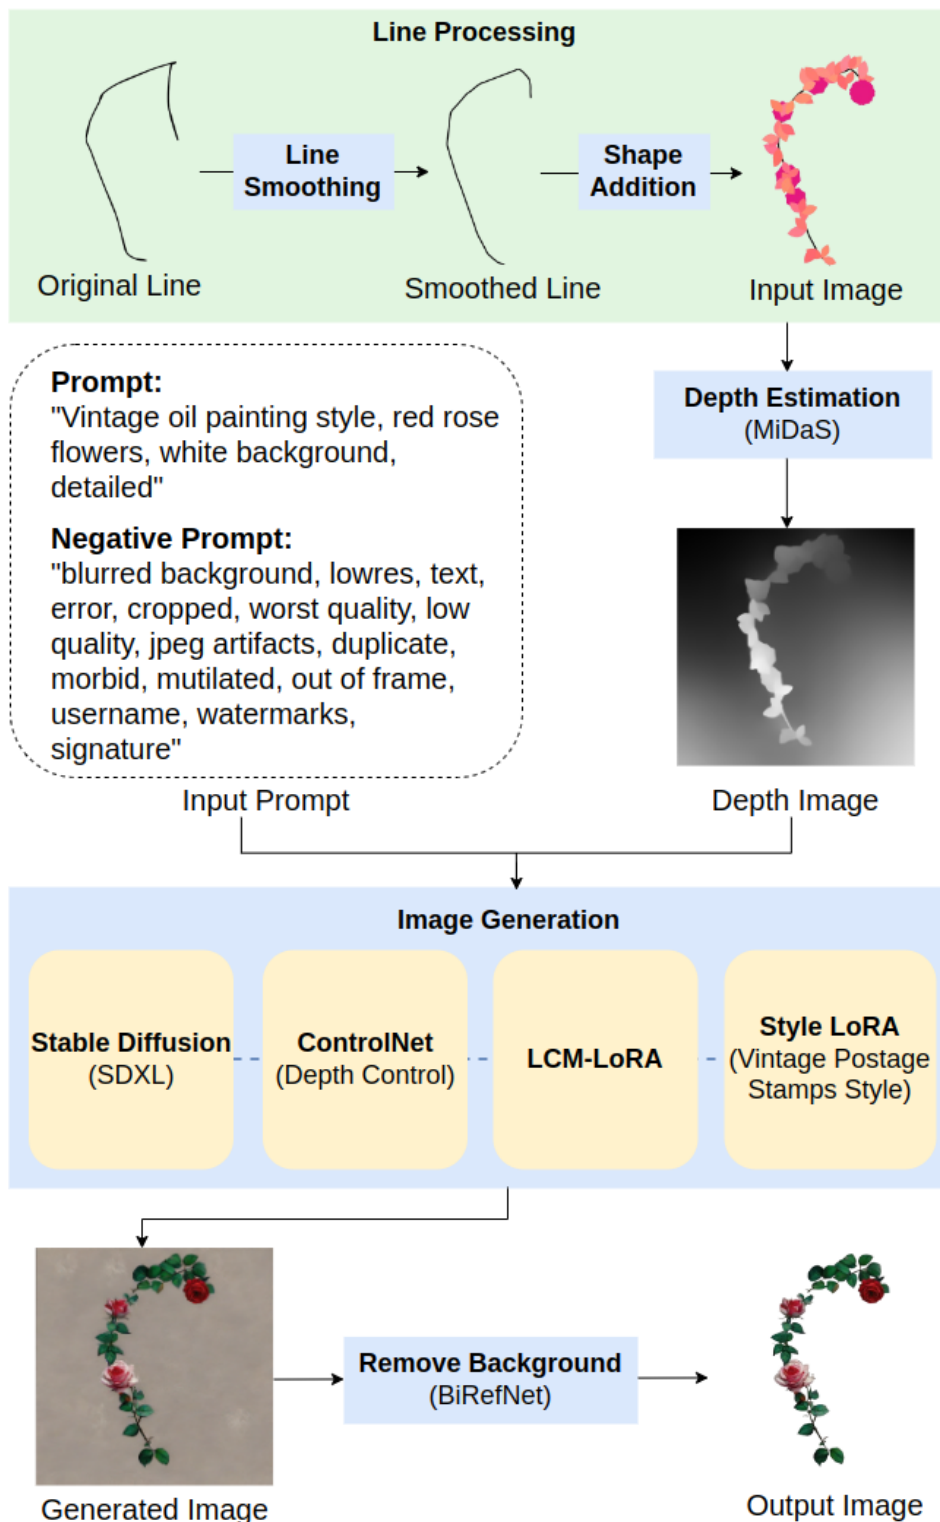 Line Processing
Line
Smoothing
Shape
Addition
Original Line
Smoothed Line
Input Image
Prompt:
"Vintage oil painting style, red rose
flowers, white background,
detailed"
Negative Prompt:
"blurred background, lowres, text,
error, cropped, worst quality, low
quality, jpeg artifacts, duplicate,
morbid, mutilated, out of frame,
username, watermarks,
signature"
Input Prompt
Depth Estimation
(MiDaS)
Depth Image
Image Generation
Stable Diffusion
(SDXL)
ControlNet
(Depth Control)
LCM-LoRA
Style LoRA
(Vintage Postage
Stamps Style)
Generated Image
Remove Background
(BiRefNet)
Output Image